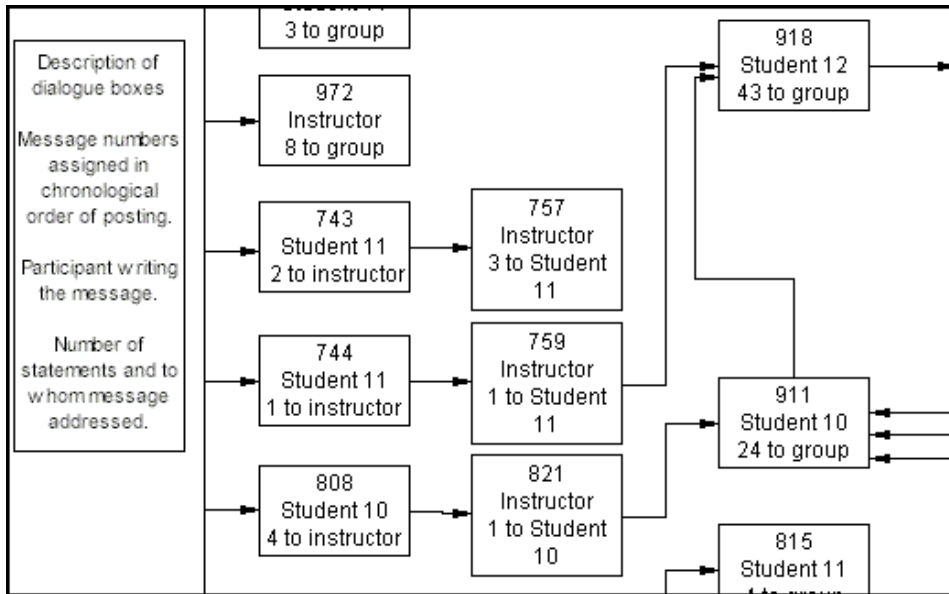 Description of
dialogue boxes
Message numbers
assigned in
chronological
order of posting.
Participant writing
the message.
Number of
statements and to
whom message
addressed.
3 to group
972
Instructor
8 to group
743
Student 11
2 to instructor
744
Student 11
1 to instructor
808
Student 10
4 to instructor
757
Instructor
3 to Student
11
759
Instructor
1 to Student
11
821
Instructor
1 to Student
10
918
Student 12
43 to group
911
Student 10
24 to group
815
Student 11